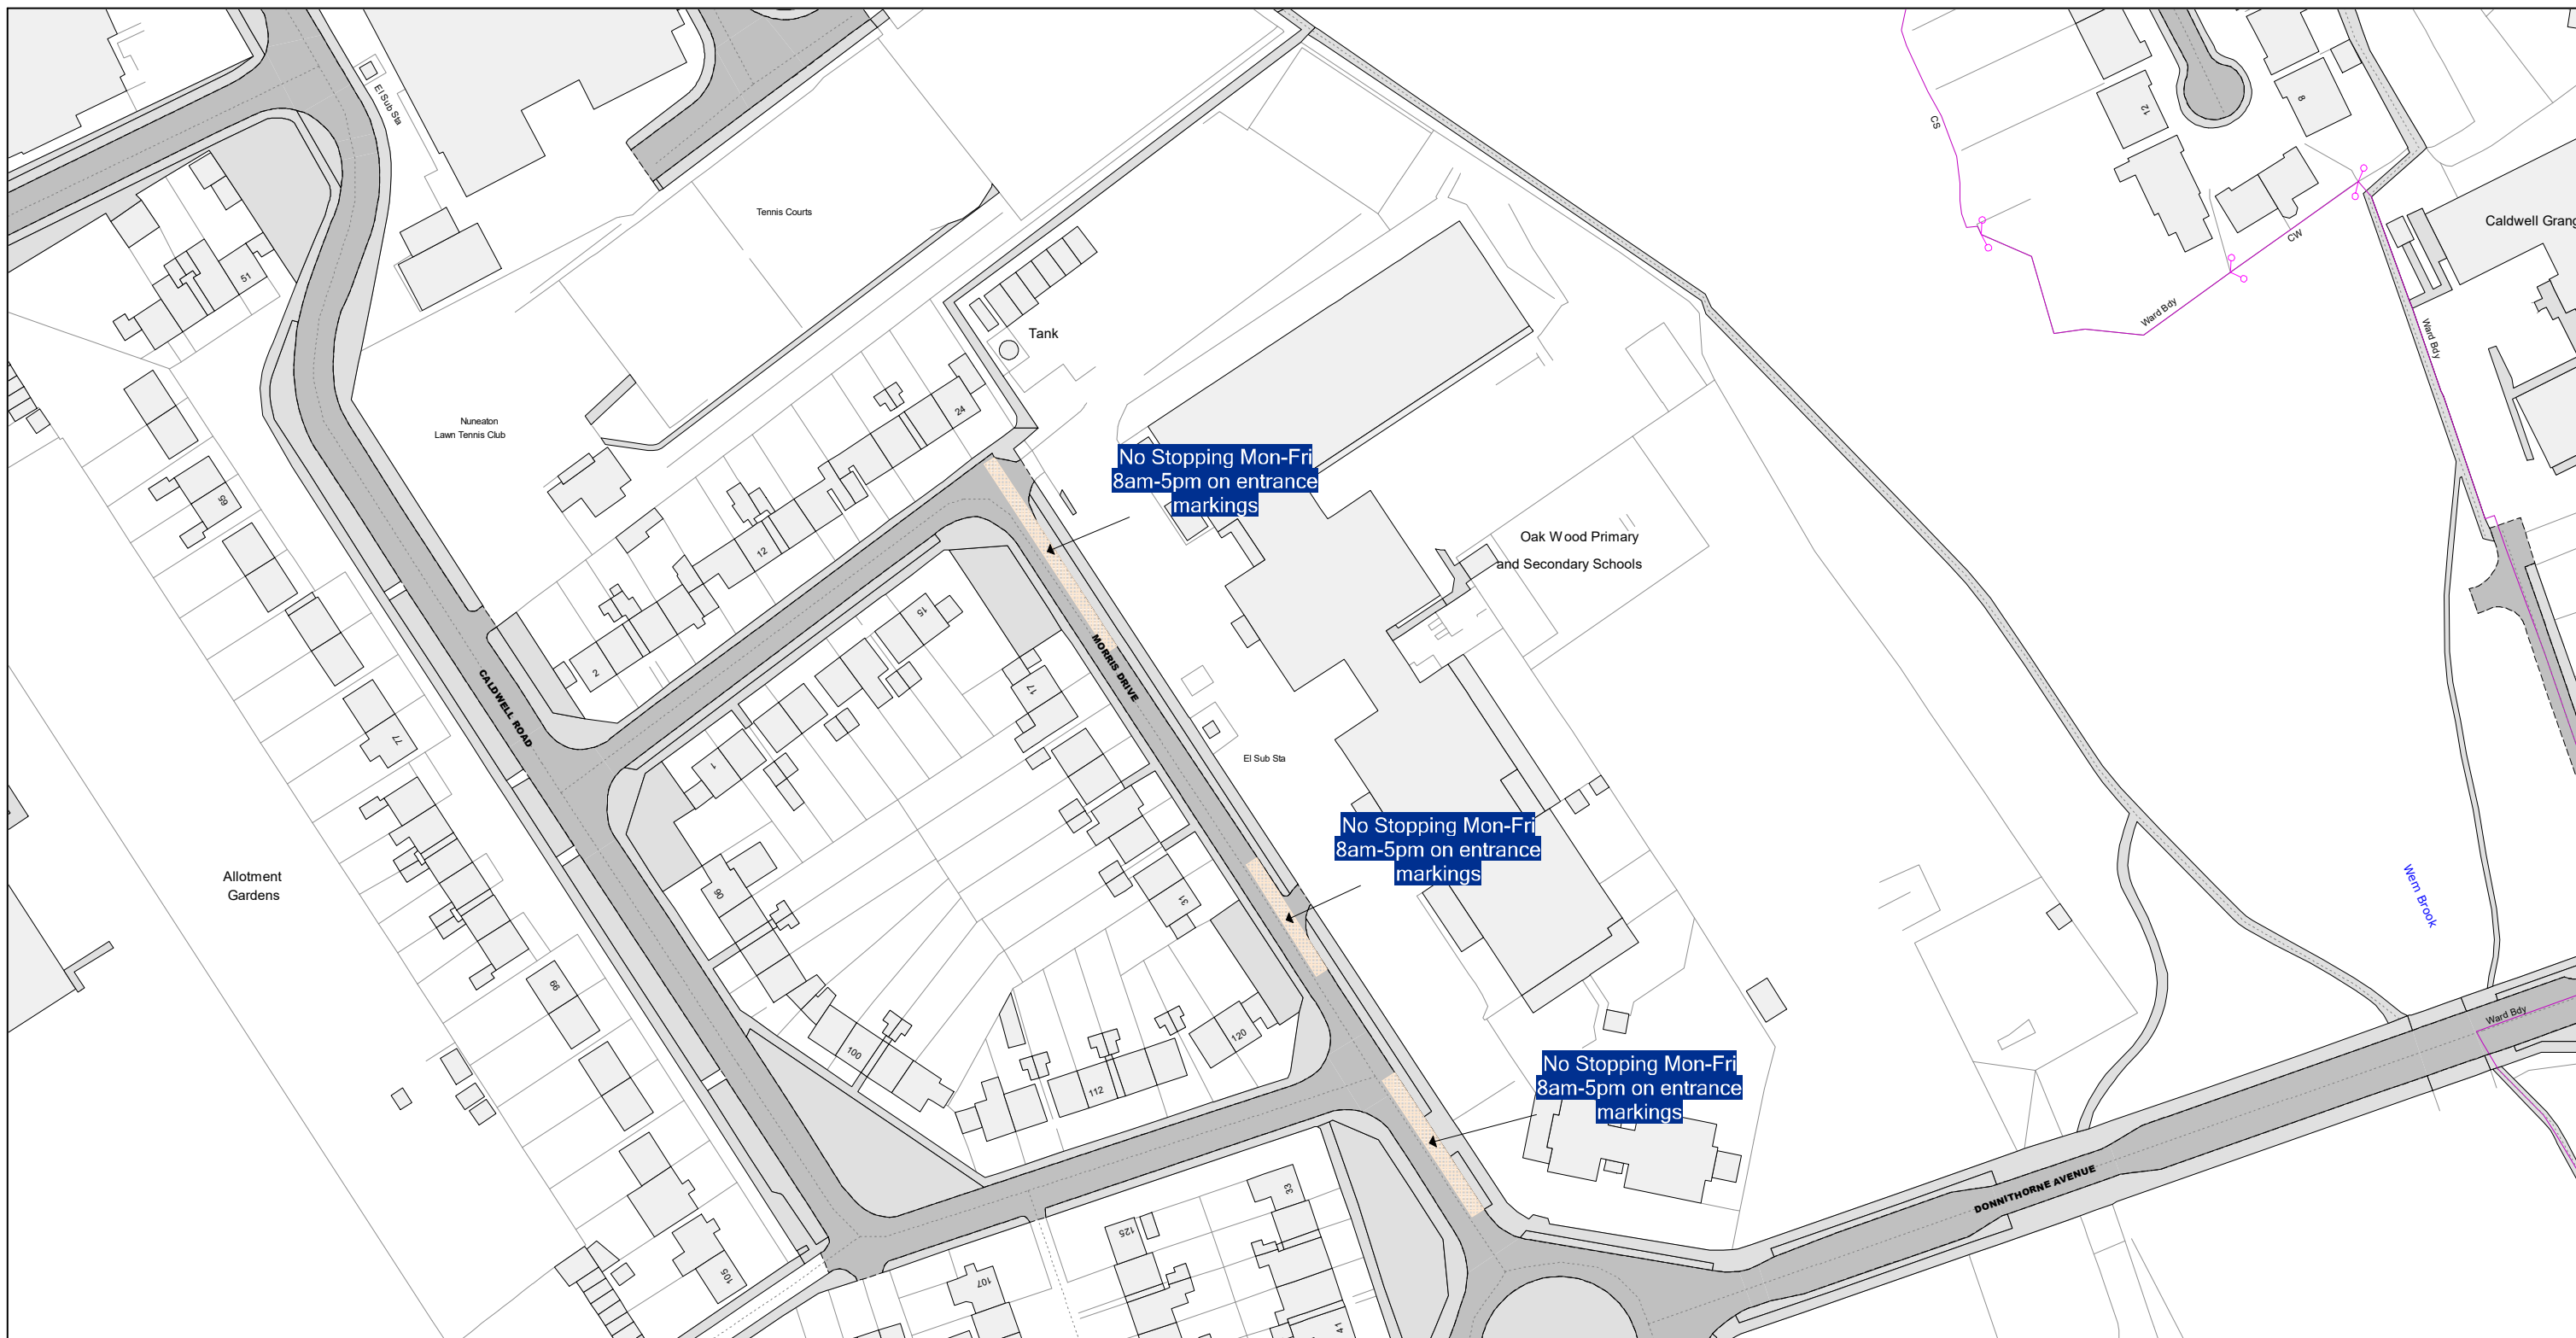 El Sub Sta
12
8
CS
Tennis Courts
51
Caldwell Grang
CW
Ward Bdy
Ward Bdy
Tank
24
Nuneaton
Lawn Tennis Club
No Stopping Mon-Fri
8am-5pm on entrance
markings
69
12
Oak Wood Primary
and Secondary Schools
15
2
MORRIS DRIVE
17
CALDWELL ROAD
77
1
El Sub Sta
No Stopping Mon-Fri
8am-5pm on entrance
markings
Allotment
Gardens
90
31
Wem Brook
99
Ward Bdy
120
100
112
No Stopping Mon-Fri
8am-5pm on entrance
markings
DONNITHORNE AVENUE
33
125
105
107
41